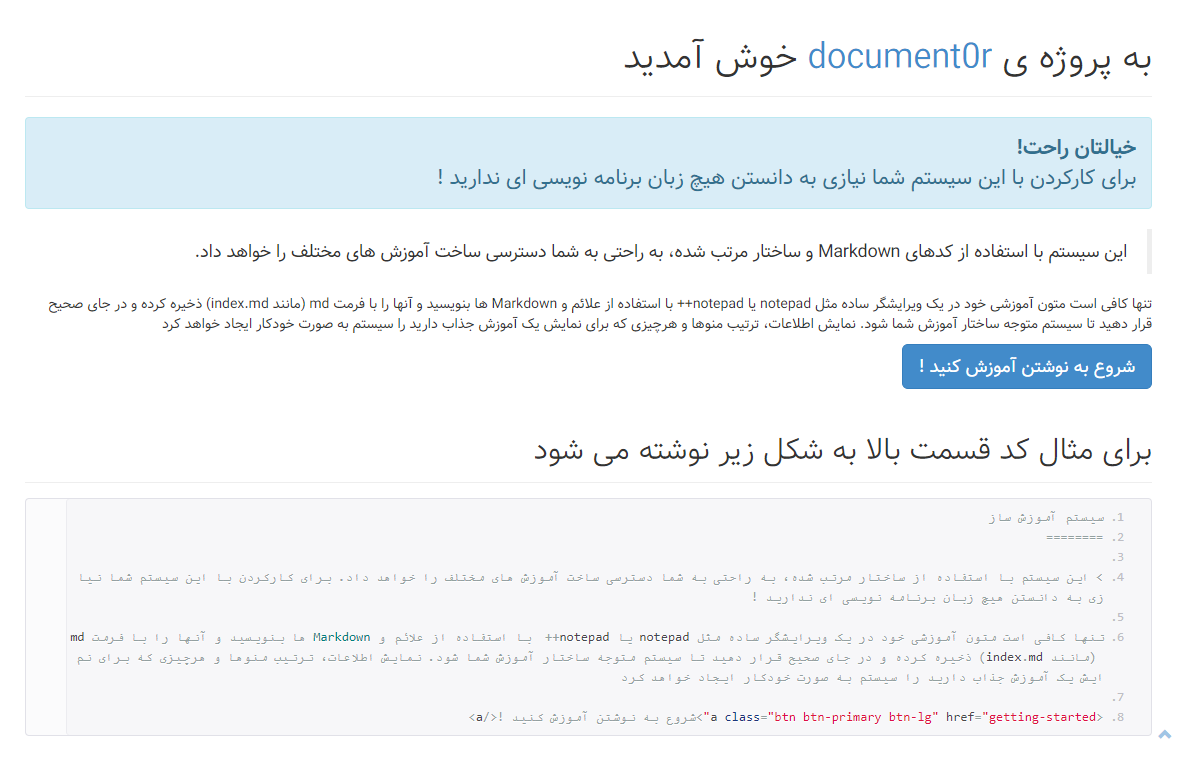 به پروژه ی document0r خوش آمدید
خیالتان راحت!
برای کارکردن با این سیستم شما نیازی به دانستن هیچ زبان برنامه نویسی ای ندارید !
این سیستم با استفاده از کدهای Markdown و ساختار مرتب شده، به راحتی به شما دسترسی ساخت آموزش های مختلف را خواهد داد.
تنها کافی است متون آموزشی خود در یک ویرایشگر ساده مثل notepad یا notepad++ با استفاده از علائم و Markdown ها بنویسید و آنها را با فرمت md (مانند index.md) ذخیره کرده و در جای صحیح
قرار دهید تا سیستم متوجه ساختار آموزش شما شود. نمایش اطلاعات، ترتیب منوها و هرچیزی که برای نمایش یک آموزش جذاب دارید را سیستم به صورت خودکار ایجاد خواهد کرد
شروع به نوشتن آموزش کنید !
برای مثال کد قسمت بالا به شکل زیر نوشته می شود
1. سیستم آموزش ساز
2. ========
3.
4. > این سیستم با استفاده از ساختار مرتب شده، به راحتی به شما دسترسی ساخت آموزش های مختلف را خواهد داد. برای کارکردن با این سیستم شما نیا
زی به دانستن هیچ زبان برنامه نویسی ای ندارید !
5.
6. تنها کافی است متون آموزشی خود در یک ویرایشگر ساده مثل notepad یا notepad++ با استفاده از علائم و Markdown ها بنویسید و آنها را با فرمت md
(مانند index.md) ذخیره کرده و در جای صحیح قرار دهید تا سیستم متوجه ساختار آموزش شما شود. نمایش اطلاعات، ترتیب منوها و هرچیزی که برای نم
ایش یک آموزش جذاب دارید را سیستم به صورت خودکار ایجاد خواهد کرد
7.
8. <a class="btn btn-primary btn-lg" href="getting-started">شروع به نوشتن آموزش کنید !</a>